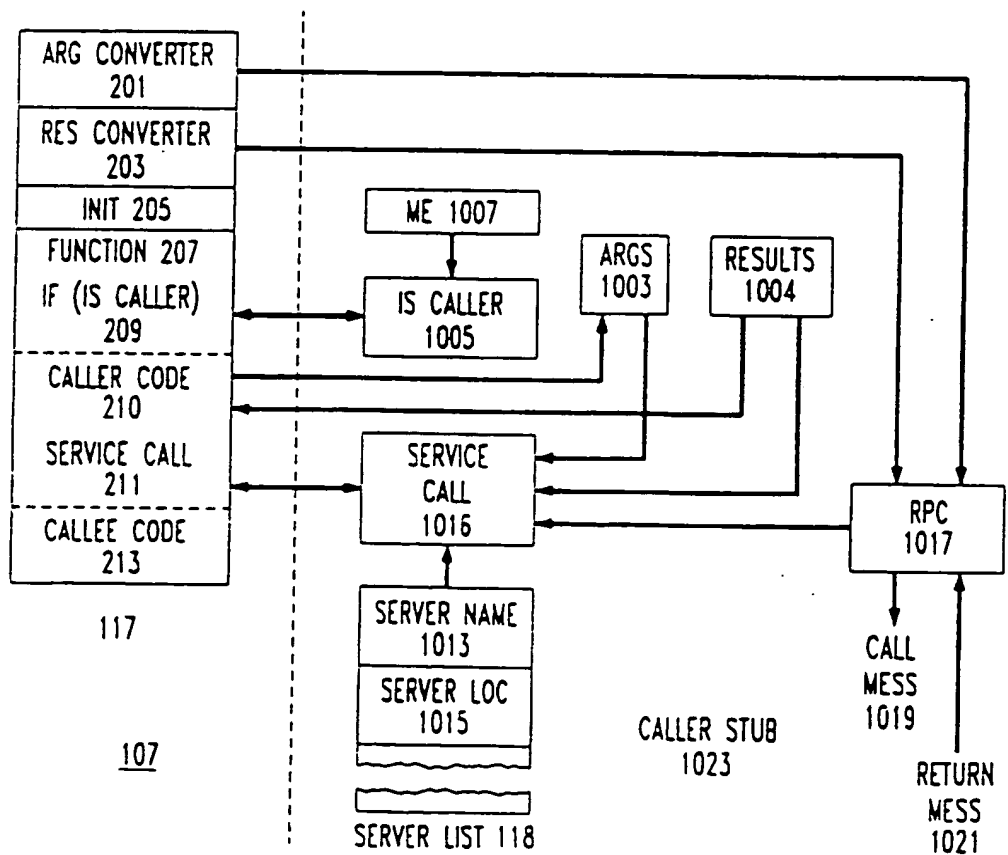 ARG CONVERTER
201
RES CONVERTER
203
INIT 205
FUNCTION 207
IF (IS CALLER)
209
CALLER CODE
210
SERVICE CALL
211
CALLEE CODE
213
117
107
ME 1007
IS CALLER
1005
ARGS
1003
RESULTS
1004
SERVICE
CALL
1016
SERVER NAME
1013
SERVER LOC
1015
SERVER LIST 118
CALLER STUB
1023
RPC
1017
CALL
MESS
1019
RETURN
MESS
1021